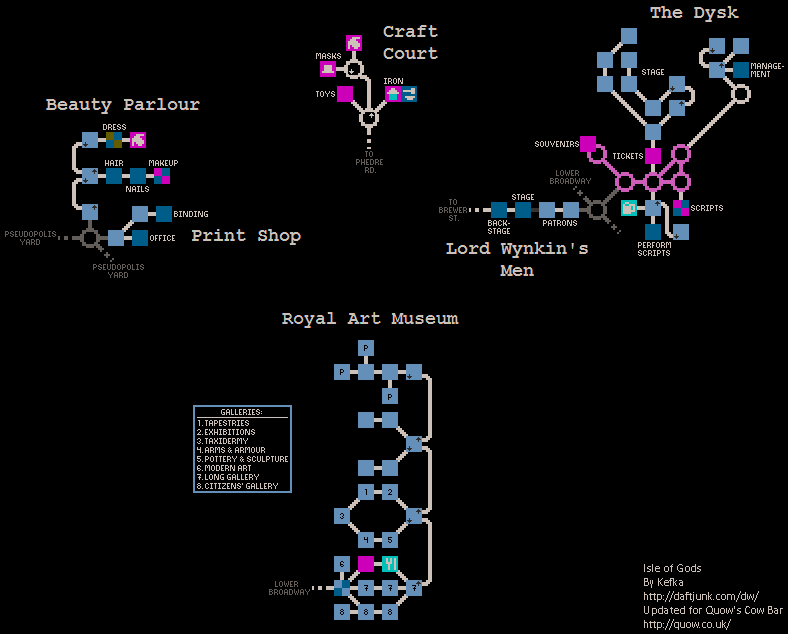 The Dysk
Craft
Court
MASKS
TOYS
IRON
TO
PHEDRE
RD.
STAGE
MANAGE-
MENT
Beauty Parlour
DRESS
HAIR
MAKEUP
NAILS
SOUVENIRS
TICKETS
LOWER
BROADWAY
SCRIPTS
PERFORM
SCRIPTS
TO
BREWER
ST.
STAGE
BACK-
STAGE
PATRONS
Lord Wynkin's
Men
BINDING
OFFICE
Print Shop
PSEUDOPOLIS
YARD
PSEUDOPOLIS
YARD
Royal Art Museum
P
P
P
GALLERIES:
1.TAPESTRIES
2.EXHIBITIONS
3.TAXIDERMY
4.ARMS & ARMOUR
5.POTTERY & SCULPTURE
6.MODERN ART
7.LONG GALLERY
8.CITIZENS' GALLERY
1 2
3
4 5
6
LOWER
BROADWAY
7 7 7
8 8 8
Isle of Gods
By Kefka
http://daftjunk.com/dw/
Updated for Quow's Cow Bar
http://quow.co.uk/